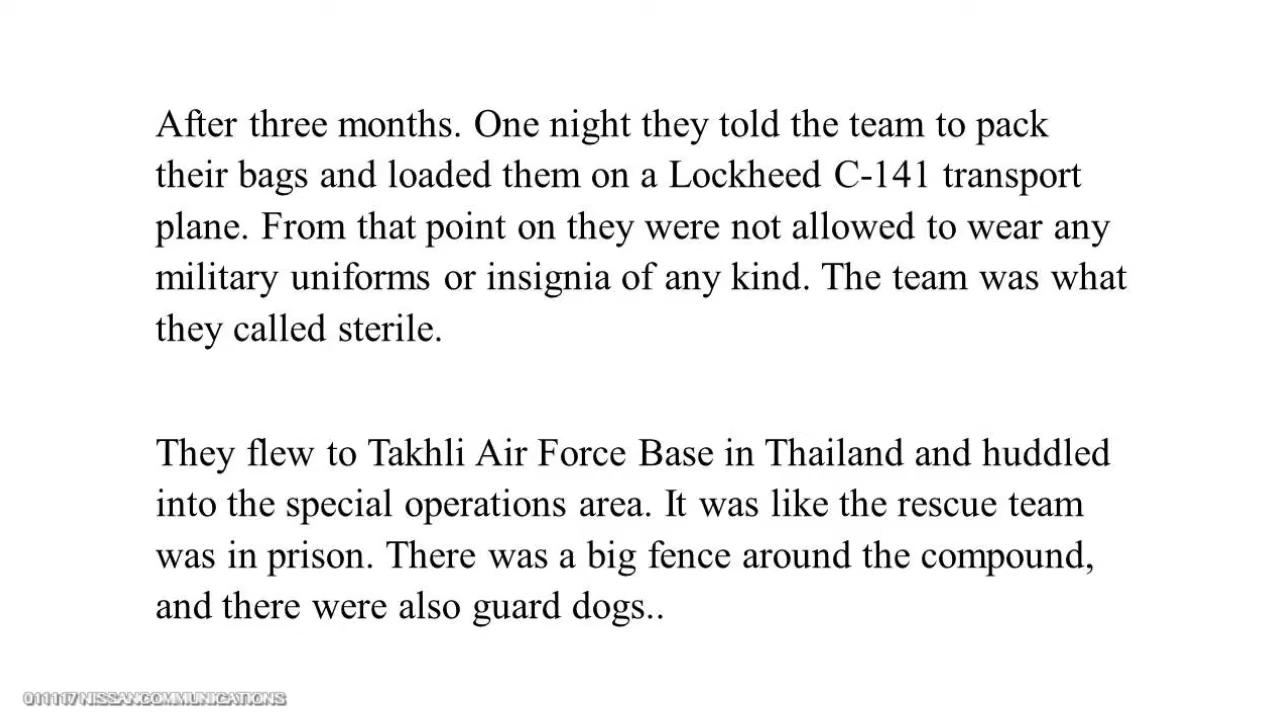 After three months. One night they told the team to pack
their bags and loaded them on a Lockheed C-141 transport
plane. From that point on they were not allowed to wear any
military uniforms or insignia of any kind. The team was what
they called sterile.
They flew to Takhli Air Force Base in Thailand and huddled
into the special operations area. It was like the rescue team
was in prison. There was a big fence around the compound,
and there were also guard dogs..
011117 NISSANCOMMUNICATIONS